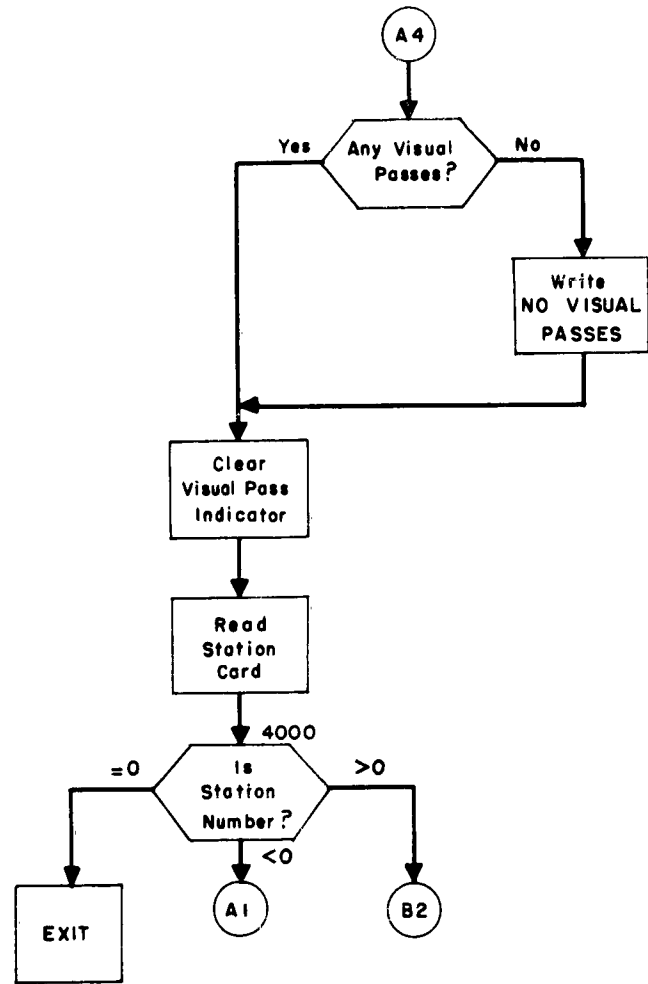 A4
Yes
Any Visual
Passes?
No
Write
NO VISUAL
PASSES
Clear
Visual Pass
Indicator
Read
Station
Card
4000
=0
Is
Station
Number?
>0
<0
EXIT
A1
B2